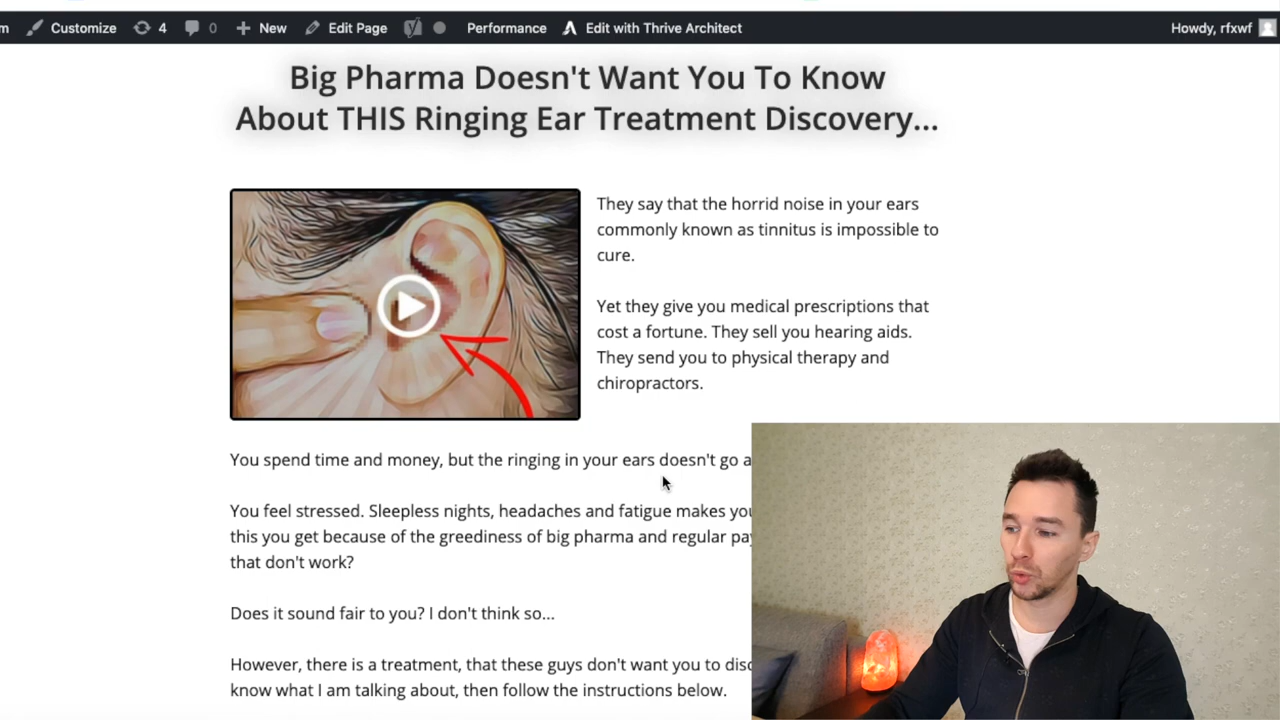 Customize 4 0 New Edit Page Performance Edit with Thrive Architect Howdy, rfxwf
Big Pharma Doesn't Want You To Know
About THIS Ringing Ear Treatment Discovery...
They say that the horrid noise in your ears
commonly known as tinnitus is impossible to
cure.
Yet they give you medical prescriptions that
cost a fortune. They sell you hearing aids.
They send you to physical therapy and
chiropractors.
You spend time and money, but the ringing in your ears doesn't go
You feel stressed. Sleepless nights, headaches and fatigue makes
this you get because of the greediness of big pharma and regular
that don't work?
Does it sound fair to you? I don't think so...
However, there is a treatment, that these guys don't want you to
know what I am talking about, then follow the instructions below.